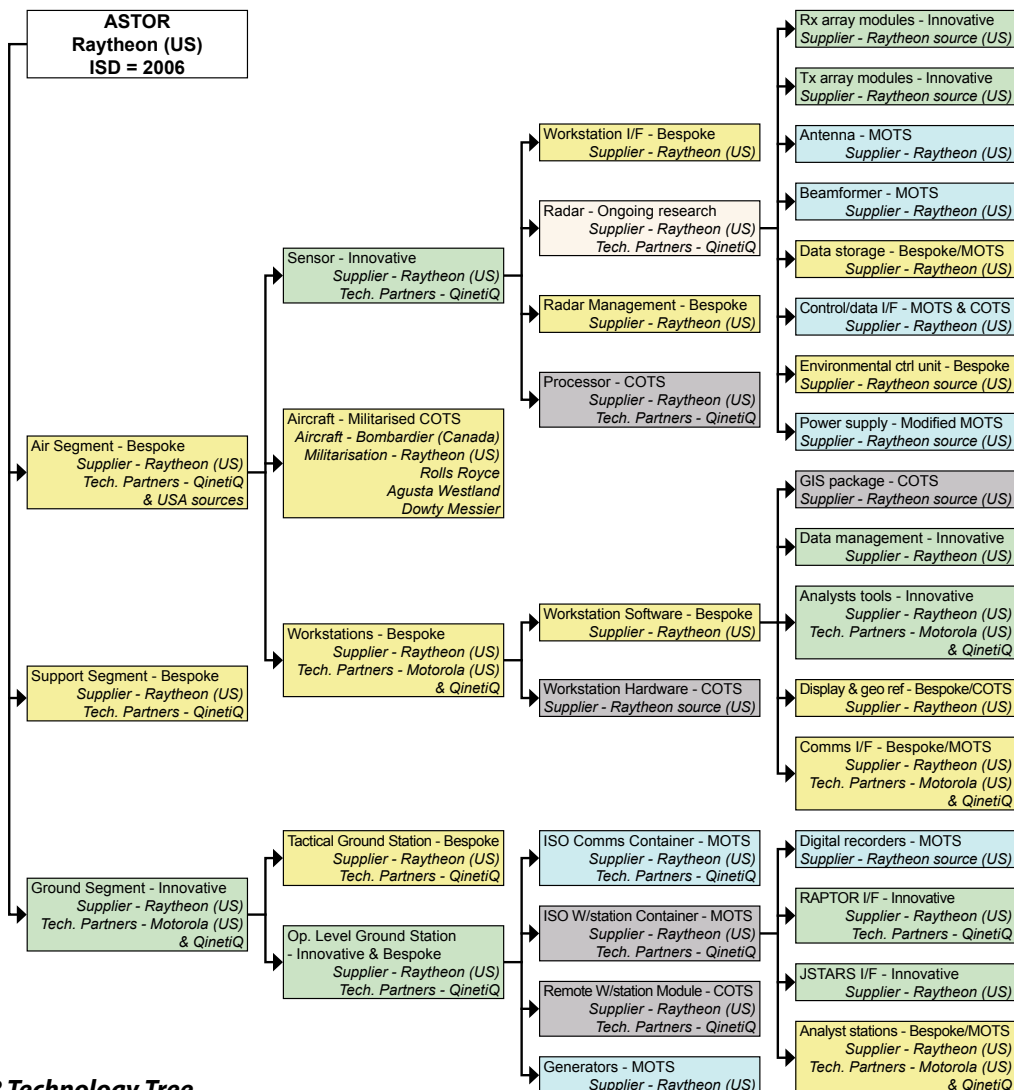 ASTOR
Raytheon (US)
ISD = 2006
Air Segment - Bespoke
Supplier - Raytheon (US)
Tech. Partners - QinetiQ
& USA sources
Support Segment - Bespoke
Supplier - Raytheon (US)
Tech. Partners - QinetiQ
Ground Segment - Innovative
Supplier - Raytheon (US)
Tech. Partners - Motorola (US)
& QinetiQ
Sensor - Innovative
Supplier - Raytheon (US)
Tech. Partners - QinetiQ
Aircraft - Militarised COTS
Aircraft - Bombardier (Canada)
Militarisation - Raytheon (US)
Rolls Royce
Agusta Westland
Dowty Messier
Workstations - Bespoke
Supplier - Raytheon (US)
Tech. Partners - Motorola (US)
& QinetiQ
Tactical Ground Station - Bespoke
Supplier - Raytheon (US)
Tech. Partners - QinetiQ
Op. Level Ground Station
- Innovative & Bespoke
Supplier - Raytheon (US)
Tech. Partners - QinetiQ
Workstation I/F - Bespoke
Supplier - Raytheon (US)
Radar - Ongoing research
Supplier - Raytheon (US)
Tech. Partners - QinetiQ
Radar Management - Bespoke
Supplier - Raytheon (US)
Processor - COTS
Supplier - Raytheon (US)
Tech. Partners - QinetiQ
Workstation Software - Bespoke
Supplier - Raytheon (US)
Workstation Hardware - COTS
Supplier - Raytheon source (US)
ISO Comms Container - MOTS
Supplier - Raytheon (US)
Tech. Partners - QinetiQ
ISO W/station Container - MOTS
Supplier - Raytheon (US)
Tech. Partners - QinetiQ
Remote W/station Module - COTS
Supplier - Raytheon (US)
Tech. Partners - QinetiQ
Generators - MOTS
Supplier - Raytheon (US)
Rx array modules - Innovative
Supplier - Raytheon source (US)
Tx array modules - Innovative
Supplier - Raytheon source (US)
Antenna - MOTS
Supplier - Raytheon (US)
Beamformer - MOTS
Supplier - Raytheon (US)
Data storage - Bespoke/MOTS
Supplier - Raytheon (US)
Control/data I/F - MOTS & COTS
Supplier - Raytheon (US)
Environmental ctrl unit - Bespoke
Supplier - Raytheon source (US)
Power supply - Modified MOTS
Supplier - Raytheon source (US)
GIS package - COTS
Supplier - Raytheon source (US)
Data management - Innovative
Supplier - Raytheon (US)
Analysts tools - Innovative
Supplier - Raytheon (US)
Tech. Partners - Motorola (US)
& QinetiQ
Display & geo ref - Bespoke/COTS
Supplier - Raytheon (US)
Comms I/F - Bespoke/MOTS
Supplier - Raytheon (US)
Tech. Partners - Motorola (US)
& QinetiQ
Digital recorders - MOTS
Supplier - Raytheon source (US)
RAPTOR I/F - Innovative
Supplier - Raytheon (US)
Tech. Partners - QinetiQ
JSTARS I/F - Innovative
Supplier - Raytheon (US)
Analyst stations - Bespoke/MOTS
Supplier - Raytheon (US)
Tech. Partners - Motorola (US)
& QinetiQ
Technology Tree